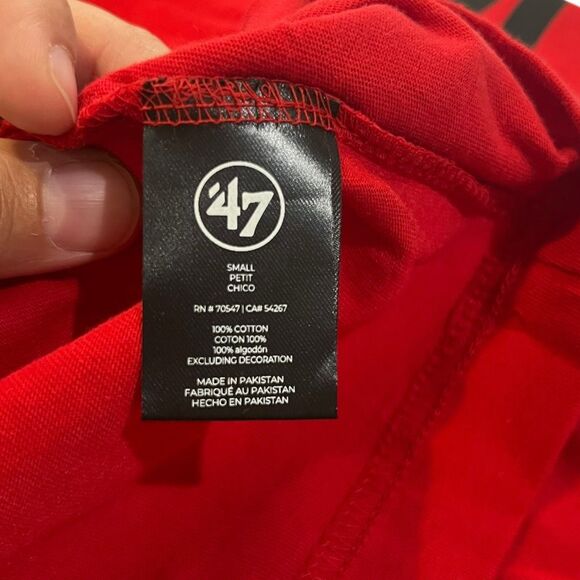 '47
SMALL
PETIT
CHICO
RN # 70547 | CA# 54267
100% COTTON
COTON 100%
100% algodón
EXCLUDING DECORATION
MADE IN PAKISTAN
FABRIQUÉ AU PAKISTAN
HECHO EN PAKISTAN